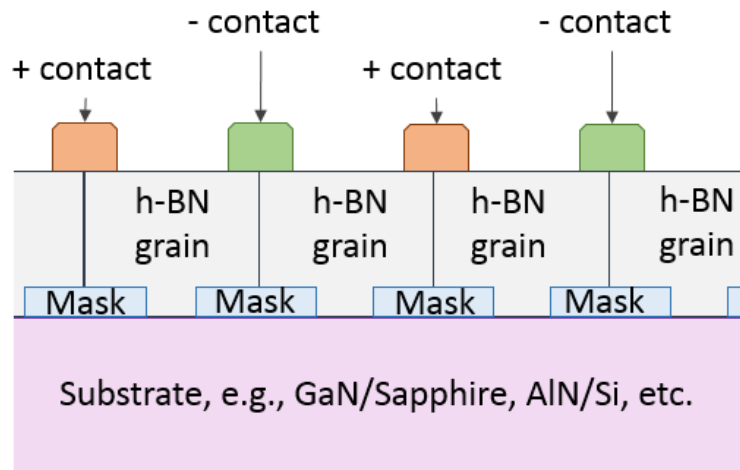 - contact
- contact
+ contact
+ contact
h-BN
grain
h-BN
grain
h-BN
grain
h-BN
grain
Mask
Mask
Mask
Mask
Substrate, e.g., GaN/Sapphire, AlN/Si, etc.